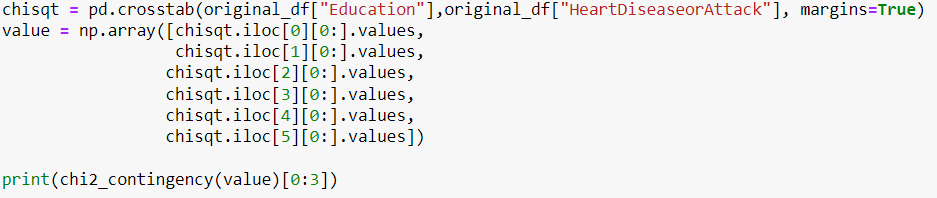 chisqt = pd.crosstab(original_df["Education"],original_df["HeartDiseaseorAttack"], margins=True)
value = np.array([chisqt.iloc[0][0:].values,
                  chisqt.iloc[1][0:].values,
                 chisqt.iloc[2][0:].values,
                 chisqt.iloc[3][0:].values,
                 chisqt.iloc[4][0:].values,
                 chisqt.iloc[5][0:].values])

print(chi2_contingency(value)[0:3])